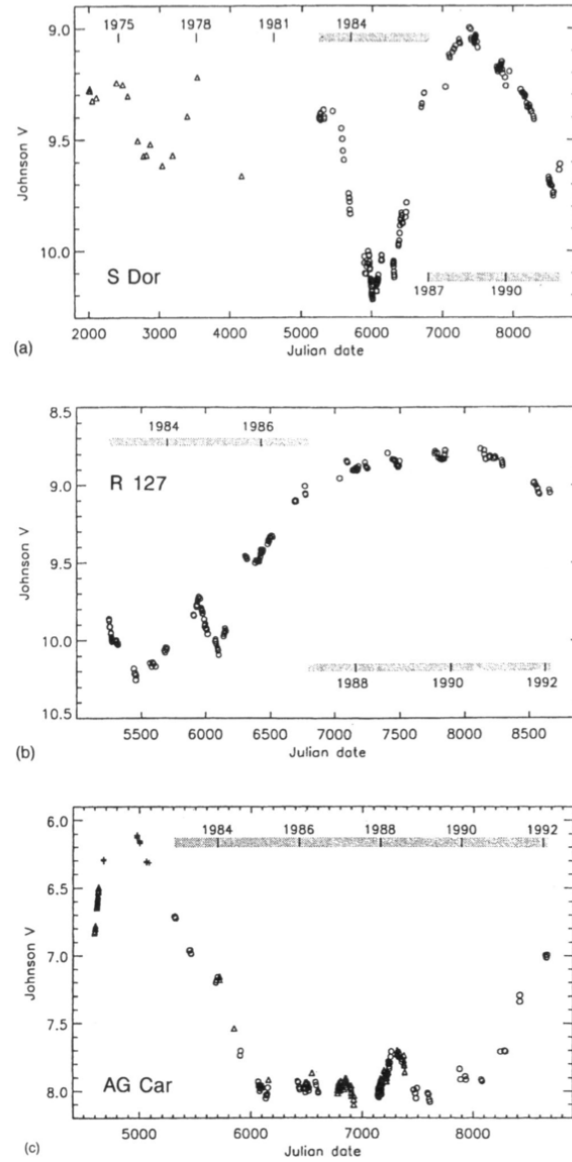 1975 1978 1981 1984
9.0
9.5
10.0
Johnson V
S Dor
1987 1990
2000 3000 4000 5000 6000 7000 8000
Julian date
(a)
8.5
9.0
9.5
10.0
10.5
Johnson V
1984 1986
R 127
1988 1990 1992
5500 6000 6500 7000 7500 8000 8500
Julian date
(b)
6.0
6.5
7.0
7.5
8.0
Johnson V
1984 1986 1988 1990 1992
AG Car
5000 6000 7000 8000
Julian date
(c)